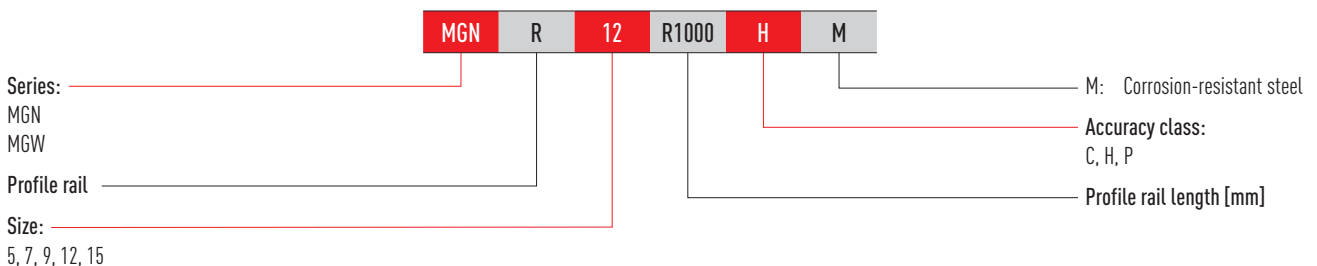 MGN R 12 R1000 H M
Series:
MGN
MGW
Profile rail
Size:
5, 7, 9, 12, 15
M: Corrosion-resistant steel
Accuracy class:
C, H, P
Profile rail length [mm]